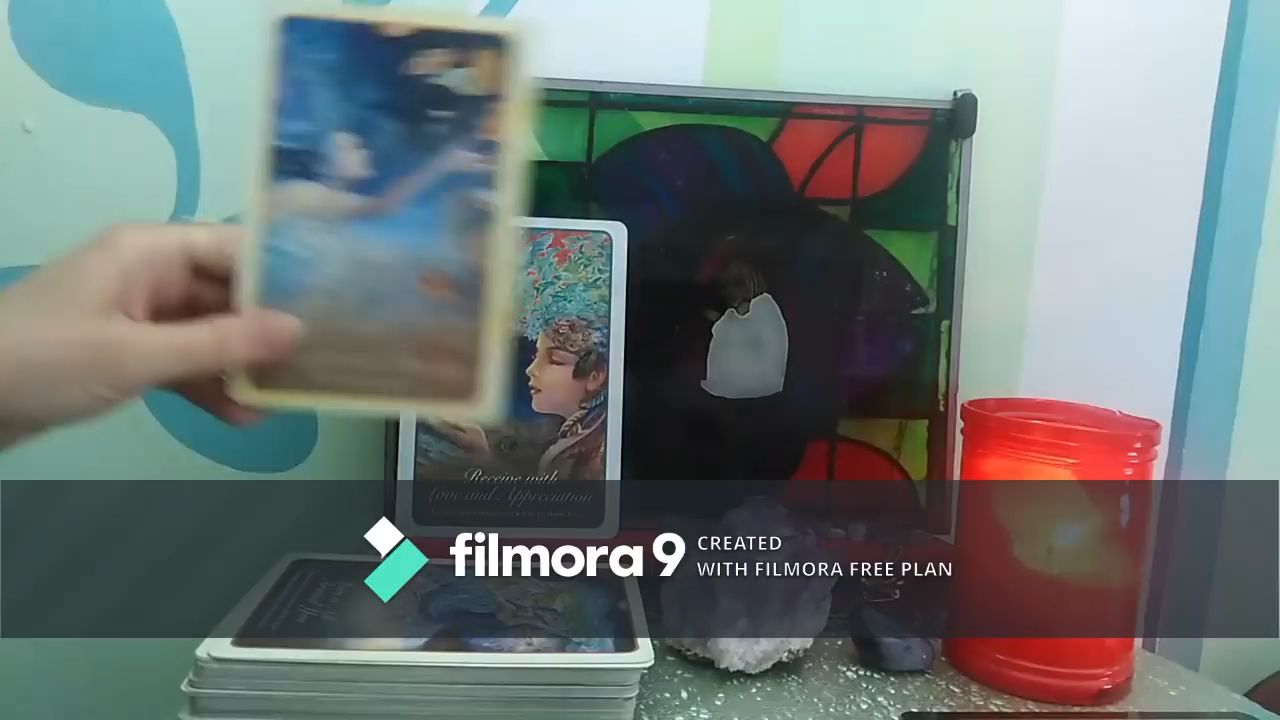 Receive with
Love and Appreciation
filmora 9
CREATED
WITH FILMORA FREE PLAN